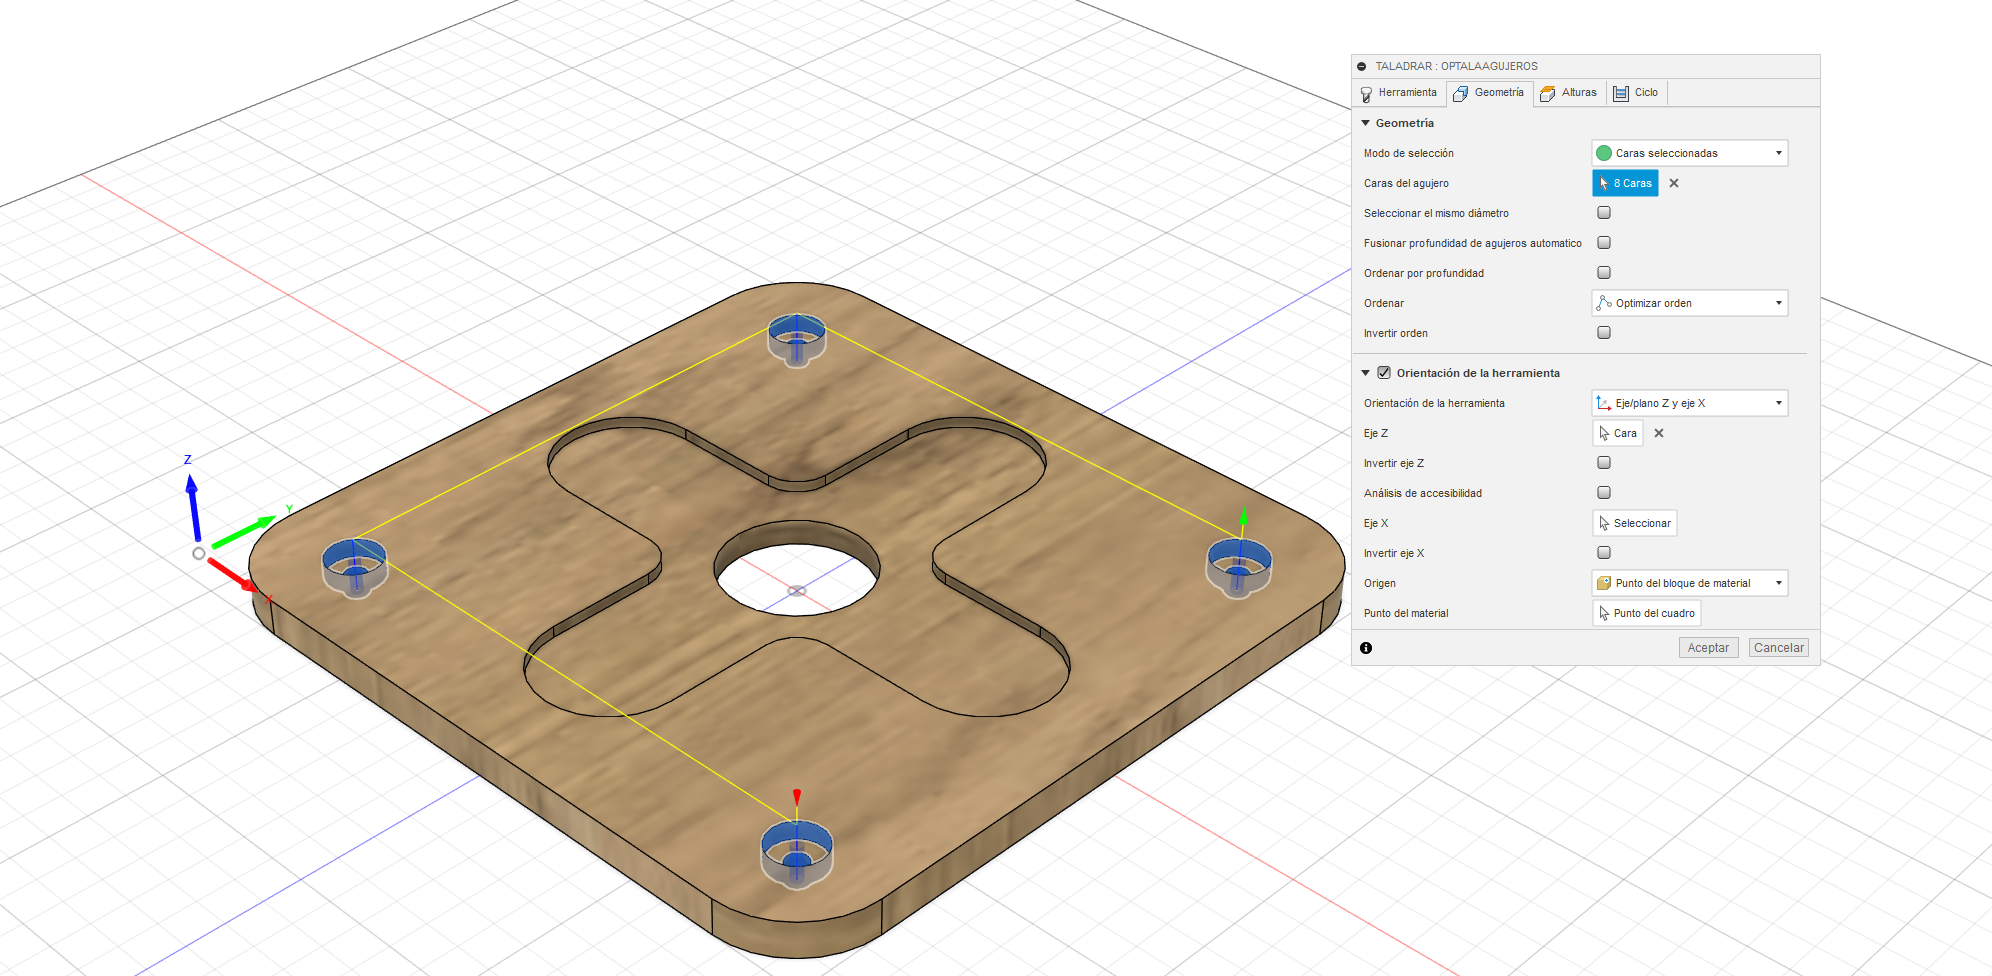 TALADRAR : OPTALAAGUJEROS
Herramienta Geometría Alturas Ciclo
Geometría
Modo de selección Caras seleccionadas
Caras del agujero 8 Caras
Seleccionar el mismo diámetro
Fusionar profundidad de agujeros automatico
Ordenar por profundidad
Ordenar Optimizar orden
Invertir orden
Orientación de la herramienta
Orientación de la herramienta Eje/plano Z y eje X
Eje Z Cara
Invertir eje Z
Análisis de accesibilidad
Eje X Seleccionar
Invertir eje X
Origen Punto del bloque de material
Punto del material Punto del cuadro
Aceptar Cancelar
Z
Y
X